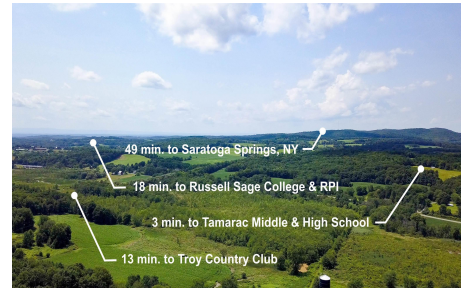 49 min. to Saratoga Springs, NY
18 min. to Russell Sage College & RPI
3 min. to Tamarac Middle & High School
13 min. to Troy Country Club